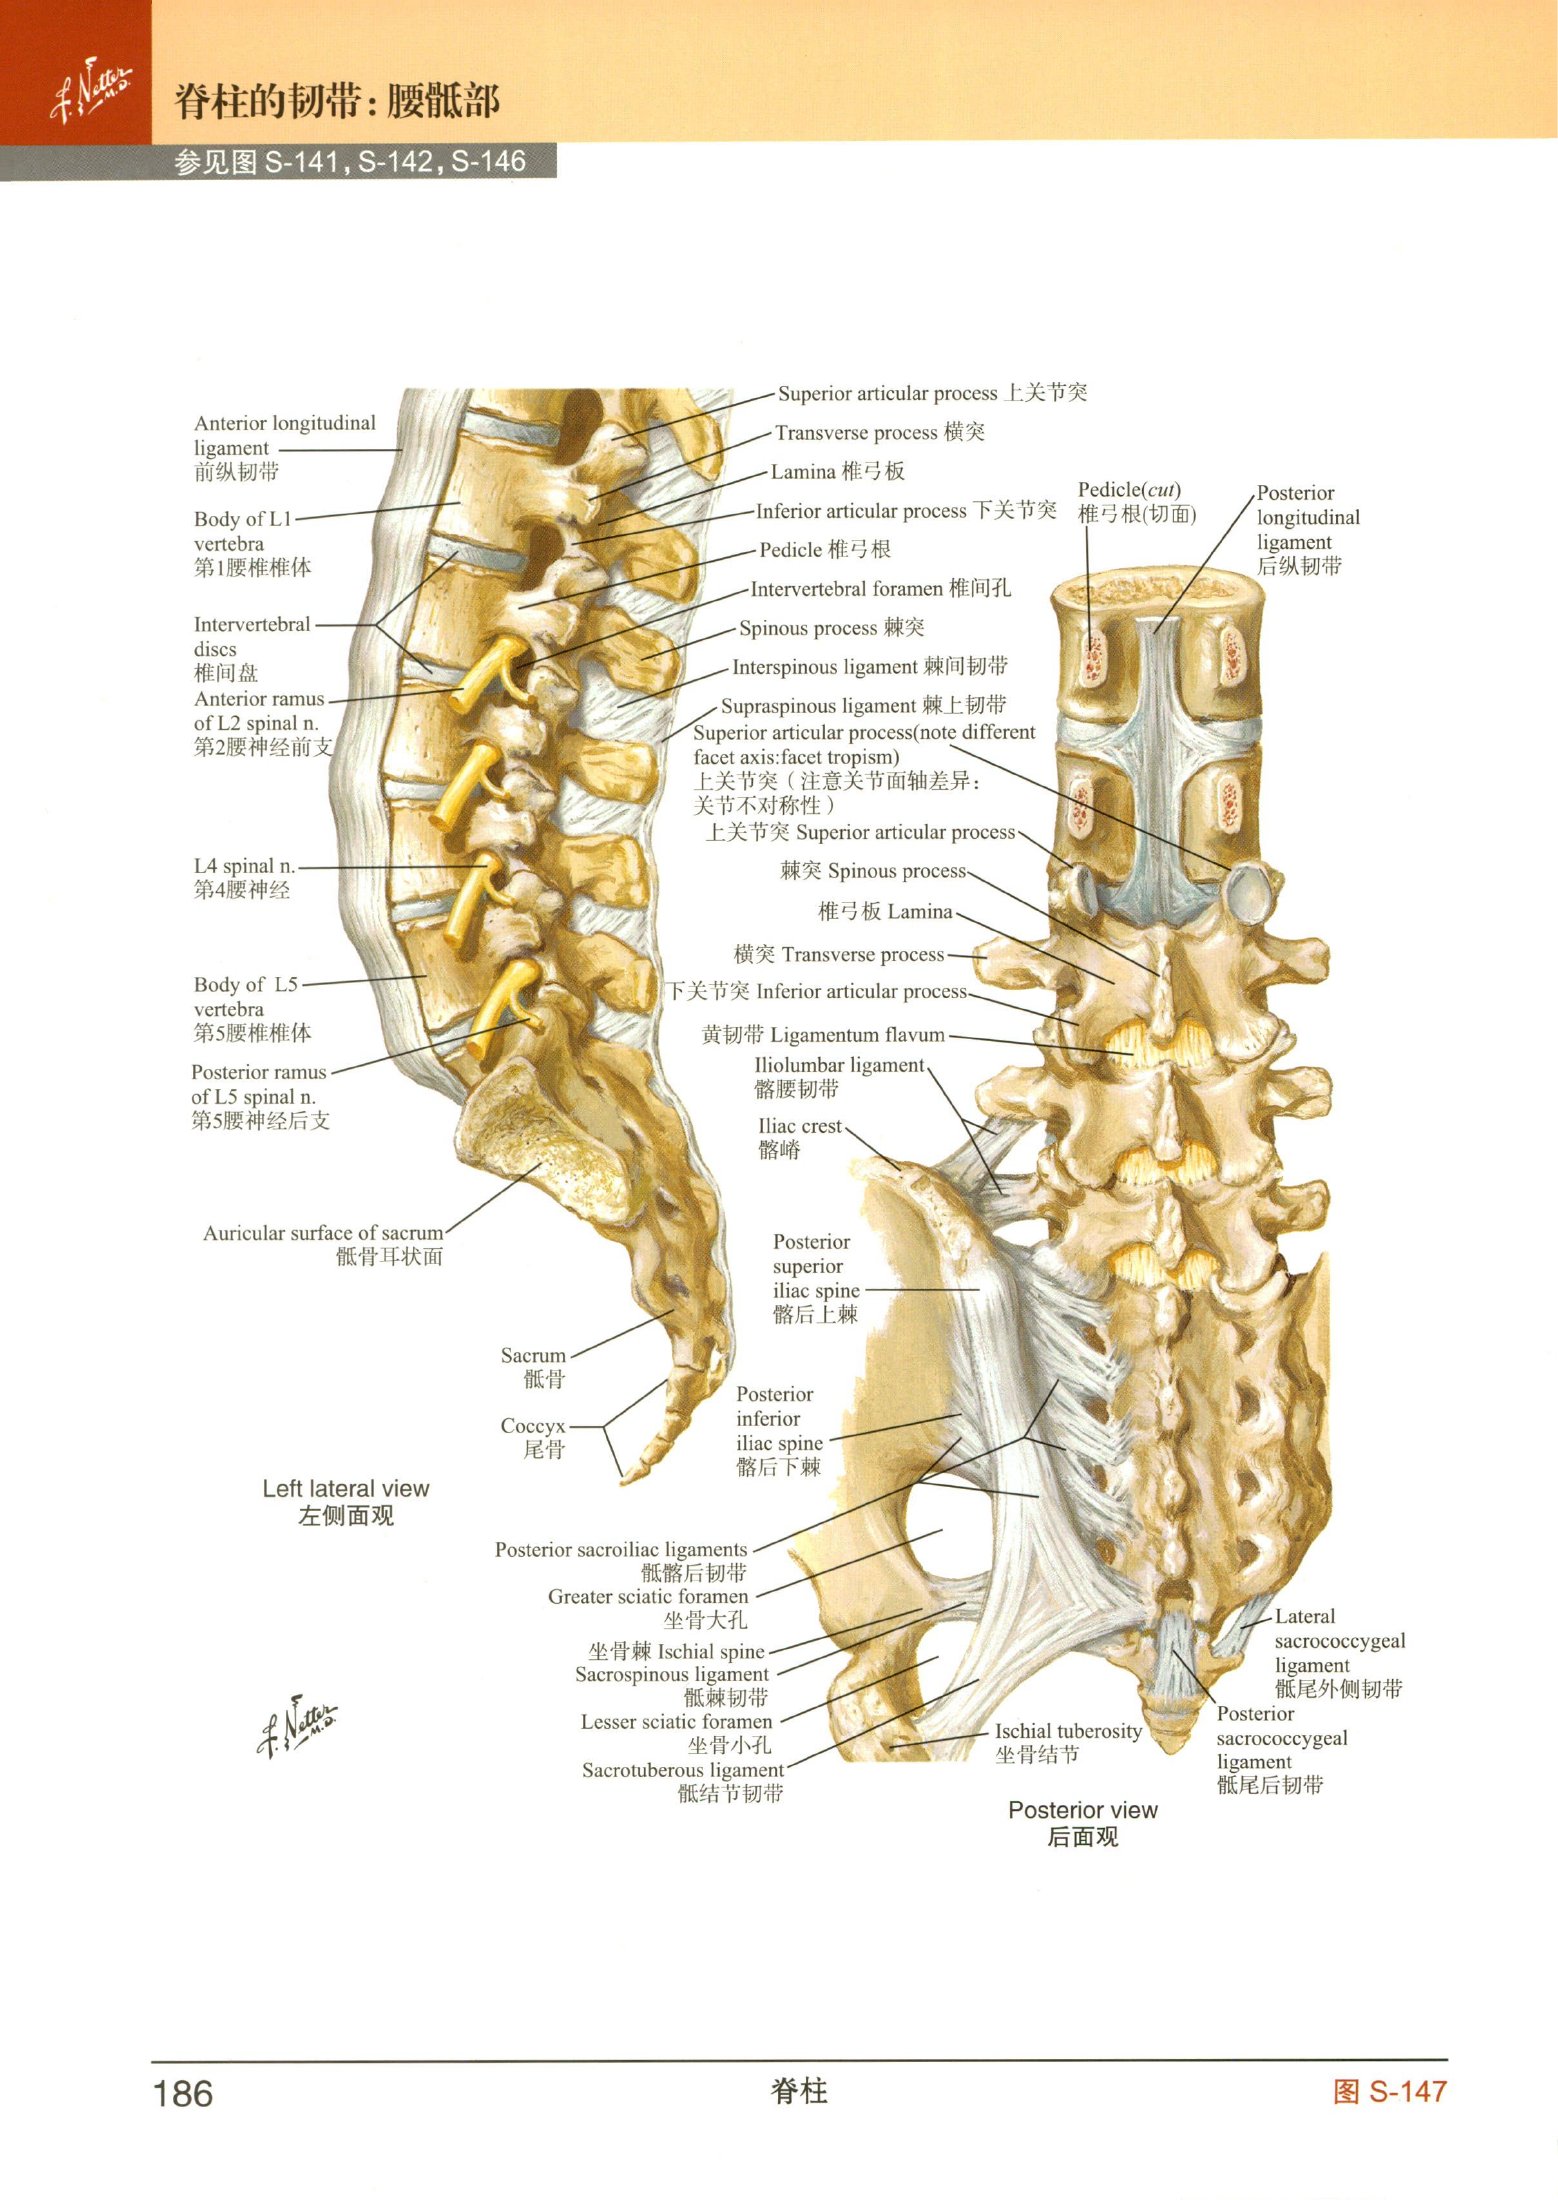 F. Netter M.D.
脊柱的韧带：腰骶部
参见图 S-141，S-142，S-146
Anterior longitudinal
ligament
前纵韧带
Body of L1
vertebra
第1腰椎椎体
Intervertebral
discs
椎间盘
Anterior ramus
of L2 spinal n.
第2腰神经前支
L4 spinal n.
第4腰神经
Body of L5
vertebra
第5腰椎椎体
Posterior ramus
of L5 spinal n.
第5腰神经后支
Auricular surface of sacrum
骶骨耳状面
Sacrum
骶骨
Coccyx
尾骨
Left lateral view
左侧面观
Superior articular process 上关节突
Transverse process 横突
Lamina 椎弓板
Inferior articular process 下关节突
Pedicle 椎弓根
Intervertebral foramen 椎间孔
Spinous process 棘突
Interspinous ligament 棘间韧带
Supraspinous ligament 棘上韧带
Superior articular process(note different
facet axis:facet tropism)
上关节突（注意关节面轴差异：
关节不对称性）
上关节突 Superior articular process
棘突 Spinous process
椎弓板 Lamina
横突 Transverse process
下关节突 Inferior articular process
黄韧带 Ligamentum flavum
Iliolumbar ligament
髂腰韧带
Iliac crest
髂嵴
Posterior
superior
iliac spine
髂后上棘
Posterior
inferior
iliac spine
髂后下棘
Posterior sacroiliac ligaments
骶髂后韧带
Greater sciatic foramen
坐骨大孔
坐骨棘 Ischial spine
Sacrospinous ligament
骶棘韧带
Lesser sciatic foramen
坐骨小孔
Sacrotuberous ligament
骶结节韧带
Pedicle(cut)
椎弓根(切面)
Posterior
longitudinal
ligament
后纵韧带
Lateral
sacrococcygeal
ligament
骶尾外侧韧带
Posterior
sacrococcygeal
ligament
骶尾后韧带
Ischial tuberosity
坐骨结节
Posterior view
后面观
F. Netter M.D.
186
脊柱
图 S-147